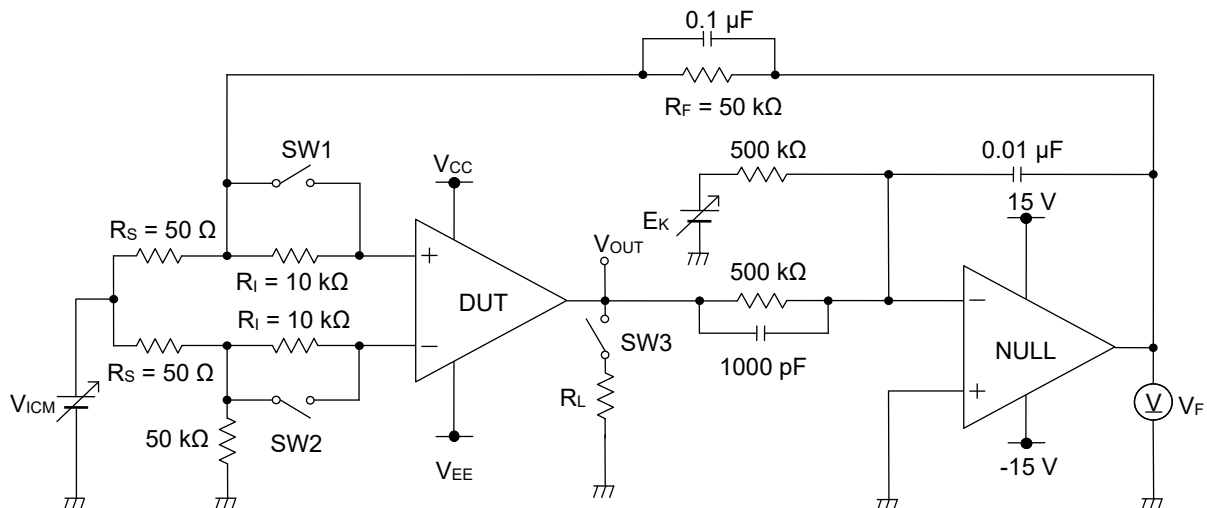 0.1 µF
RF = 50 kΩ
SW1
VCC
500 kΩ
0.01 µF
15 V
RS = 50 Ω
EK
VOUT
RI = 10 kΩ
+
DUT
500 kΩ
RI = 10 kΩ
−
−
SW3
NULL
RS = 50 Ω
1000 pF
VICM
RL
+
V
VF
50 kΩ
SW2
VEE
-15 V